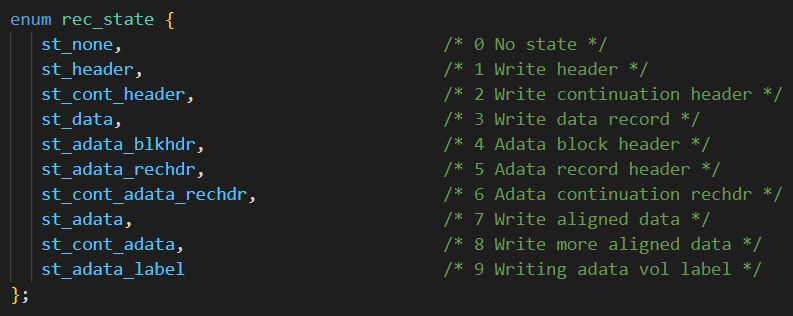 enum rec_state {
st_none, /* 0 No state */
st_header, /* 1 Write header */
st_cont_header, /* 2 Write continuation header */
st_data, /* 3 Write data record */
st_adata_blkhdr, /* 4 Adata block header */
st_adata_rechdr, /* 5 Adata record header */
st_cont_adata_rechdr, /* 6 Adata continuation rechdr */
st_adata, /* 7 Write aligned data */
st_cont_adata, /* 8 Write more aligned data */
st_adata_label /* 9 Writing adata vol label */
};